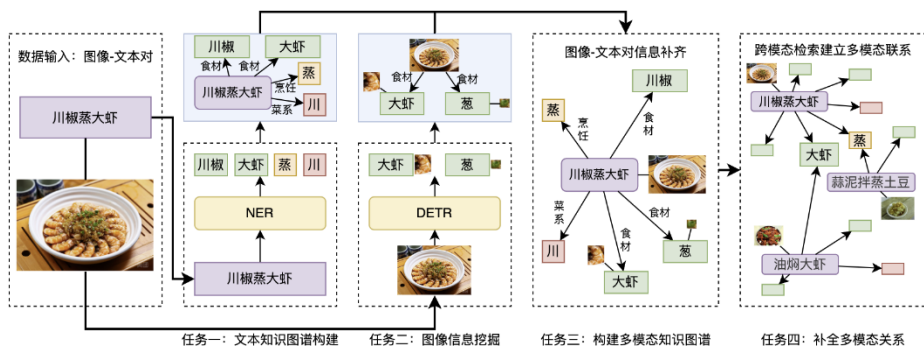 数据输入：图像-文本对
川椒蒸大虾
川椒
大虾
食材
食材
蒸
烹饪
川椒蒸大虾
菜系
川
川椒
大虾
蒸
川
NER
川椒蒸大虾
任务一：文本知识图谱构建
食材
食材
大虾
葱
大虾
葱
DETR
任务二：图像信息挖掘
图像-文本对信息补齐
川椒
蒸
烹饪
食材
川椒蒸大虾
菜系
食材
食材
川
大虾
葱
任务三：构建多模态知识图谱
跨模态检索建立多模态联系
川椒蒸大虾
大虾
蒸
蒜泥拌蒸土豆
油焖大虾
任务四：补全多模态关系